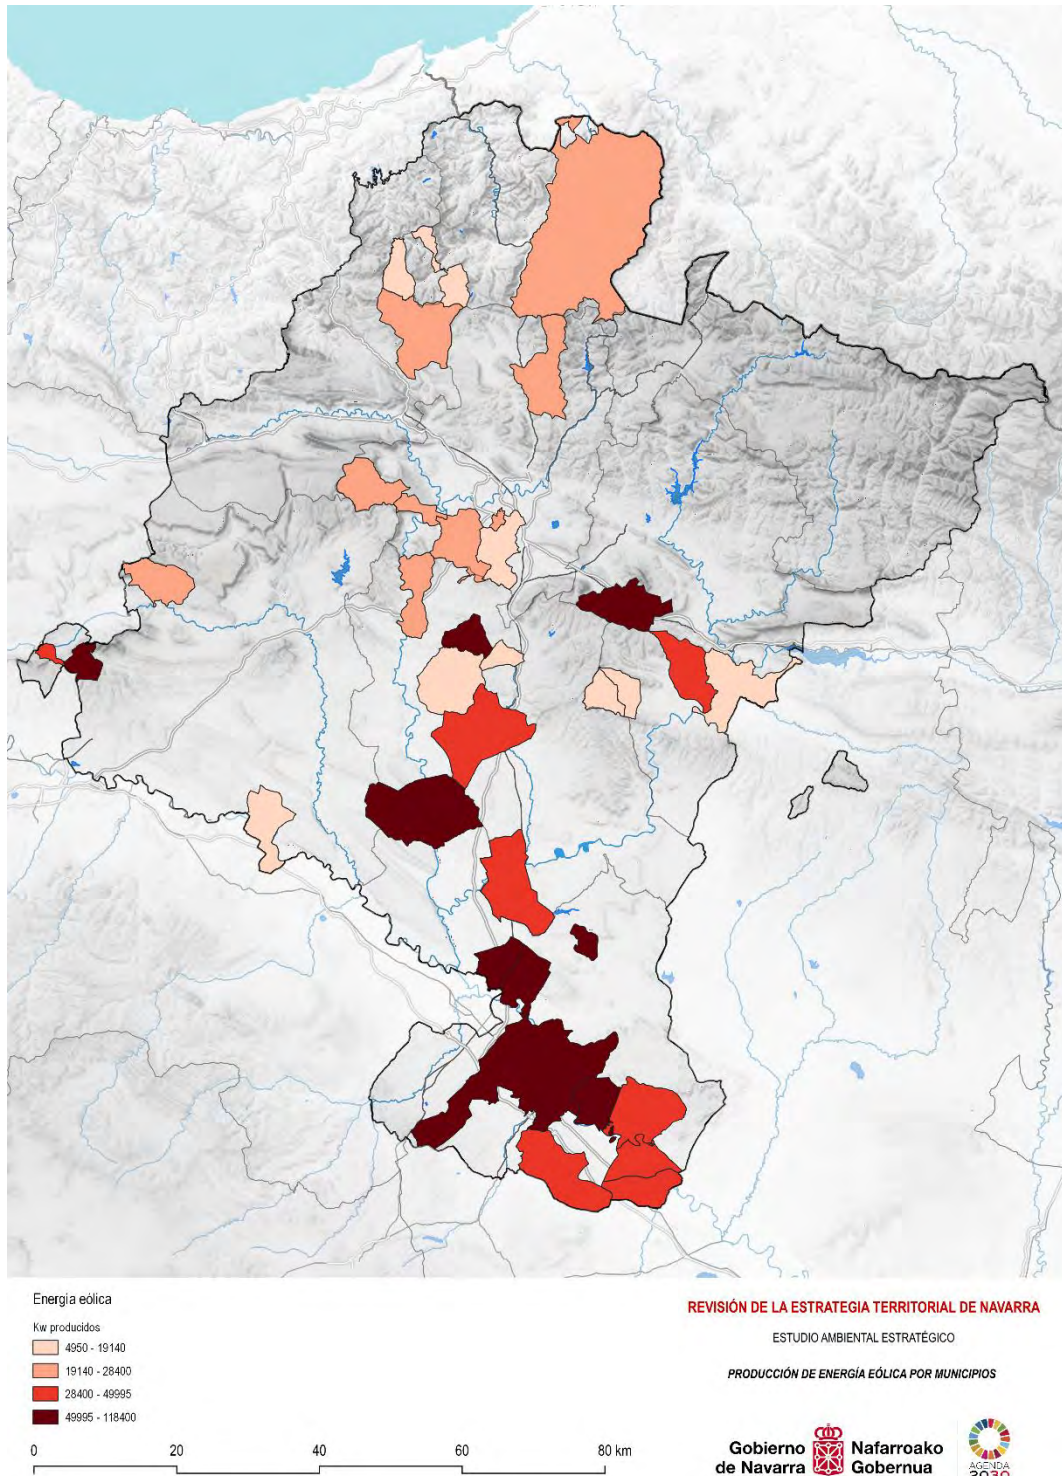 Energía eólica
Kw producidos
4950 - 19140
19140 - 28400
28400 - 49995
49995 - 118400
0 20 40 60 80 km
REVISIÓN DE LA ESTRATEGIA TERRITORIAL DE NAVARRA
ESTUDIO AMBIENTAL ESTRATÉGICO
PRODUCCIÓN DE ENERGÍA EÓLICA POR MUNICIPIOS
Gobierno de Navarra
Nafarroako Gobernua
AGENDA
2030